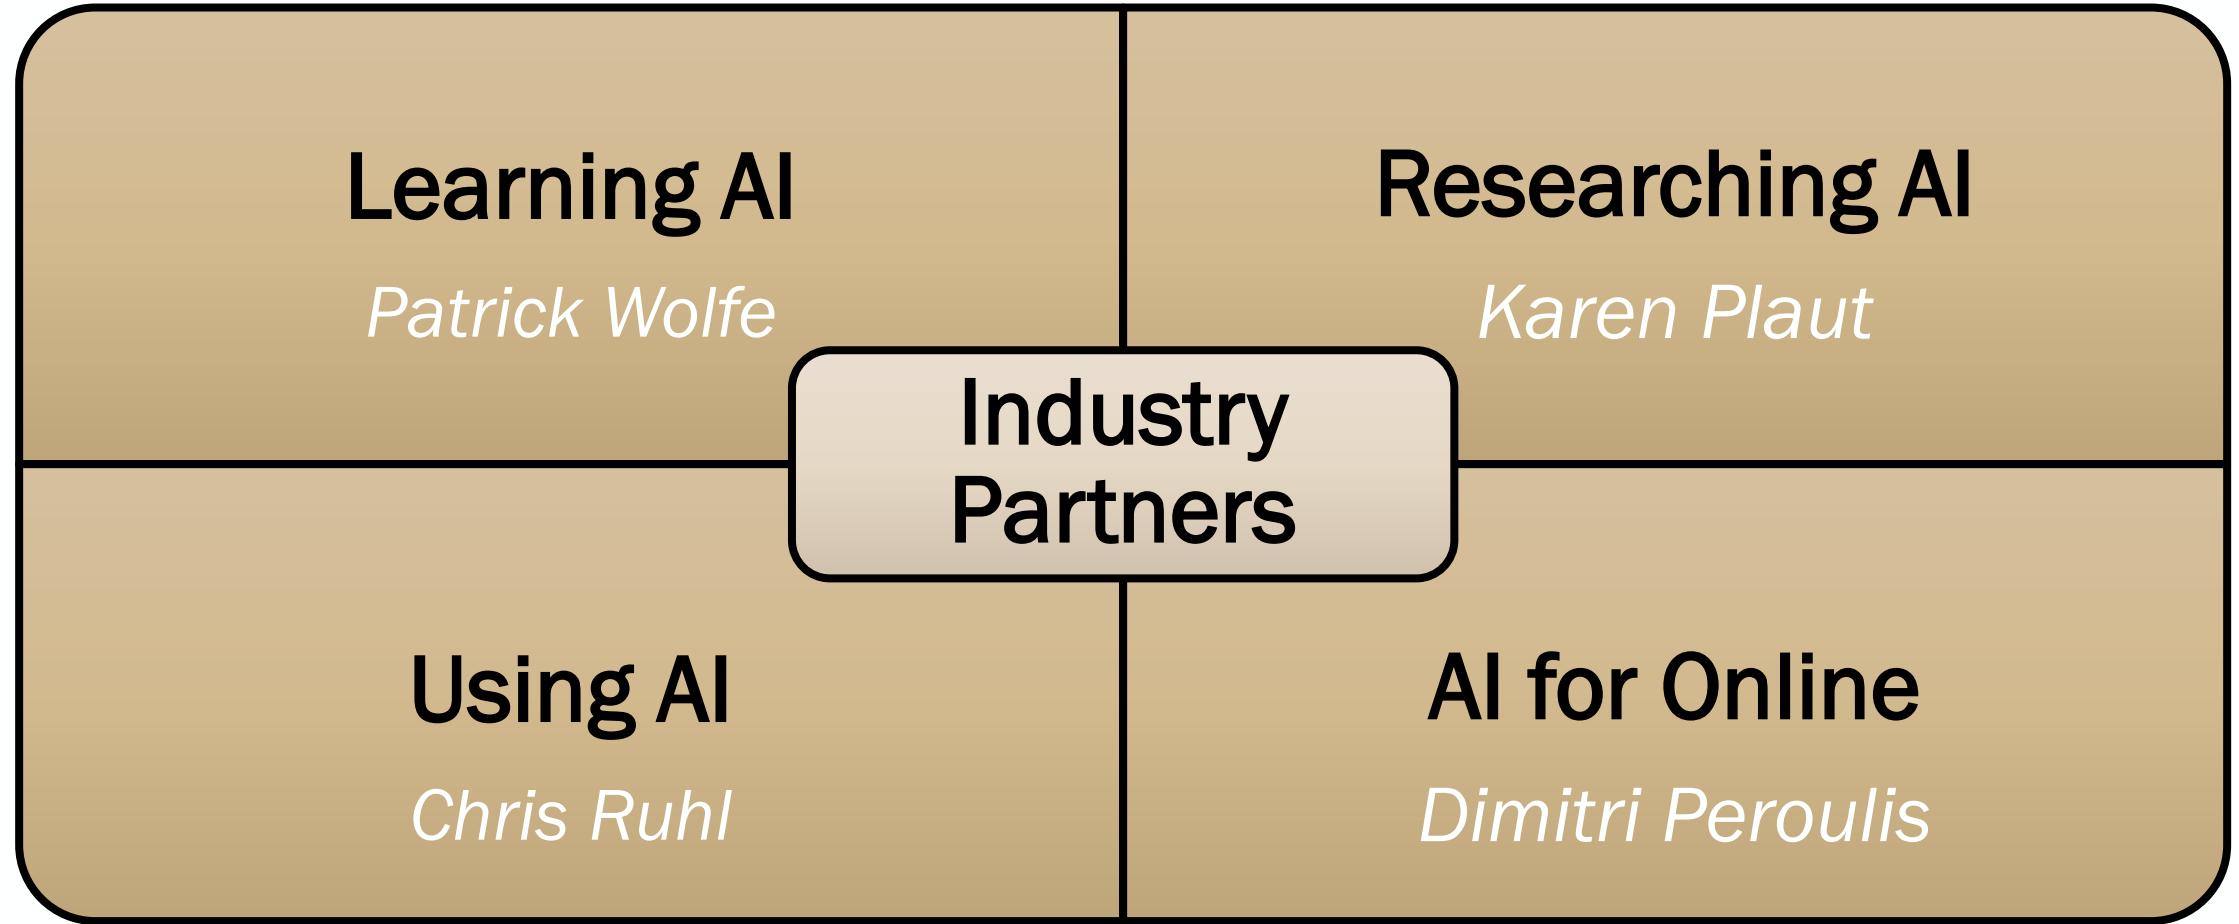 Learning AI
Patrick Wolfe
Researching AI
Karen Plaut
Industry
Partners
Using AI
Chris Ruhl
AI for Online
Dimitri Peroulis